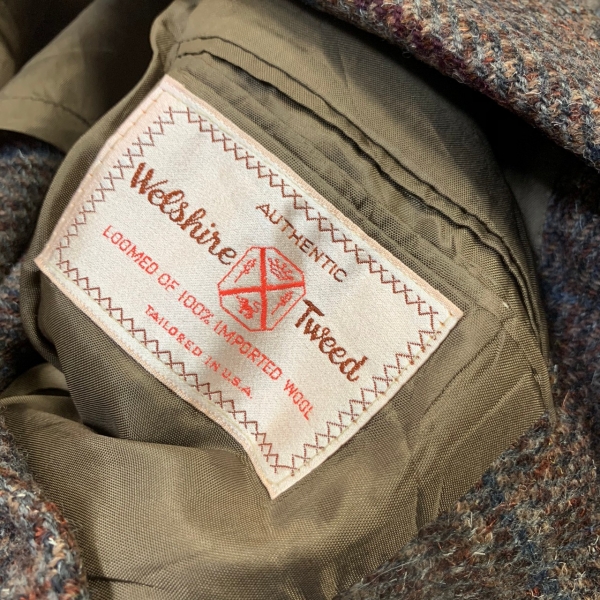 AUTHENTIC
Welshire Tweed
LOOMED OF 100% IMPORTED WOOL
TAILORED IN U.S.A.